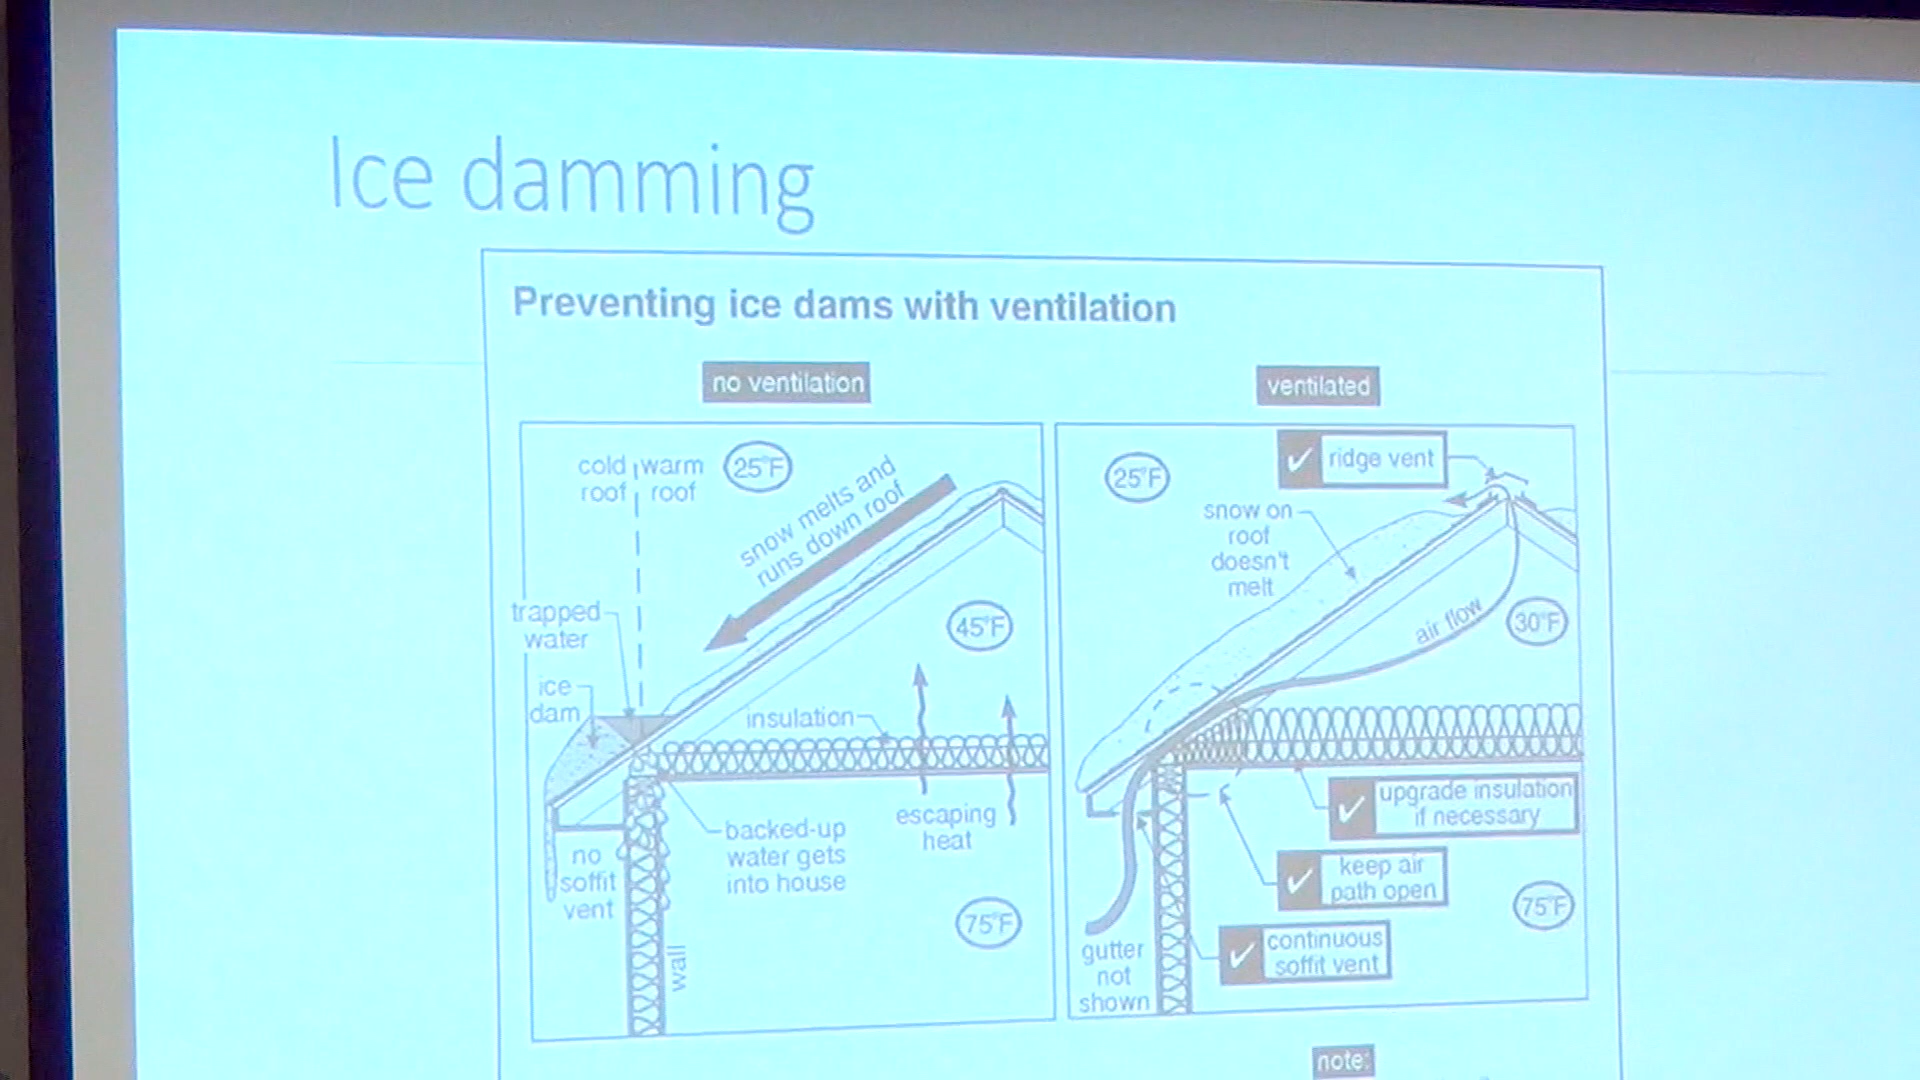 Ice damming
Preventing ice dams with ventilation
no ventilation
cold
roof
warm
roof
25°F
snow melts and
runs down roof
trapped
water
45°F
ice
dam
insulation
backed-up
water gets
into house
escaping
heat
no
soffit
vent
75°F
wall
ventilated
25°F
ridge vent
snow on
roof
doesn't
melt
air flow
30°F
upgrade insulation
if necessary
keep air
path open
75°F
continuous
soffit vent
gutter
not
shown
note: